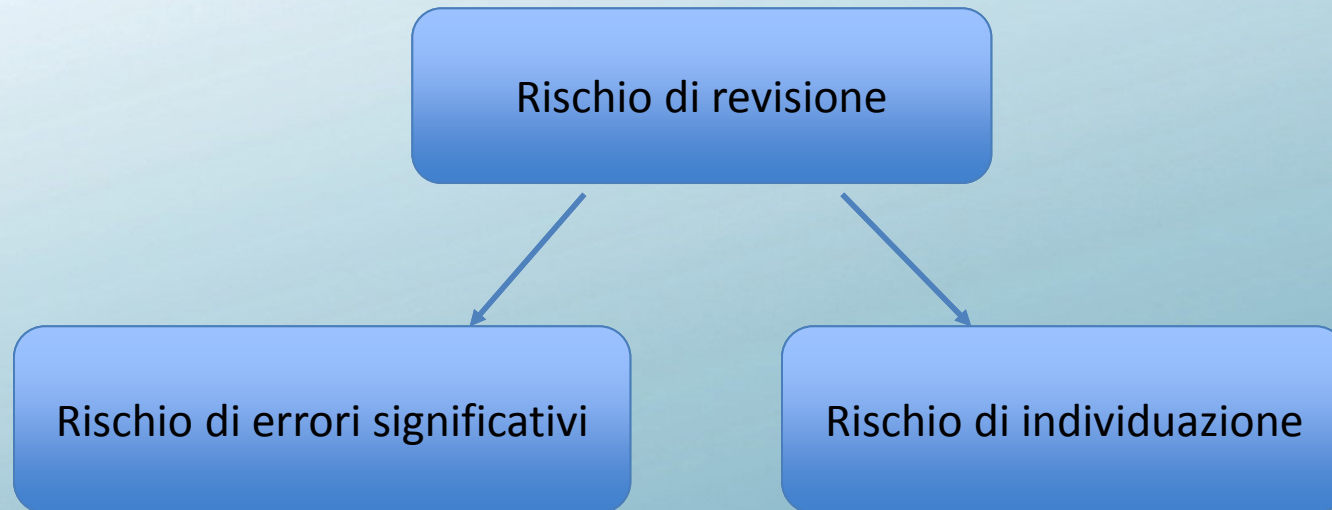 Rischio di revisione
Rischio di errori significativi
Rischio di individuazione